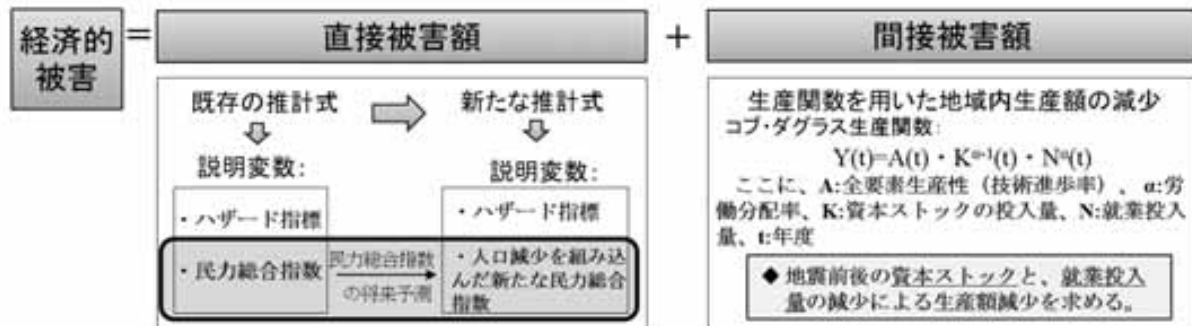 経済的
被害
=
直接被害額
+
間接被害額
既存の推計式
新たな推計式
説明変数:
・ハザード指標
・民力総合指数
民力総合指数
の将来予測
説明変数:
・ハザード指標
・人口減少を組み込
んだ新たな民力総合
指数
生産関数を用いた地域内生産額の減少
コブ・ダグラス生産関数:
Y(t)=A(t)・K^α-1(t)・N^α(t)
ここに、A:全要素生産性（技術進歩率）、α:労
働分配率、K:資本ストックの投入量、N:就業投入
量、t:年度
◆ 地震前後の資本ストックと、就業投入
量の減少による生産額減少を求める。